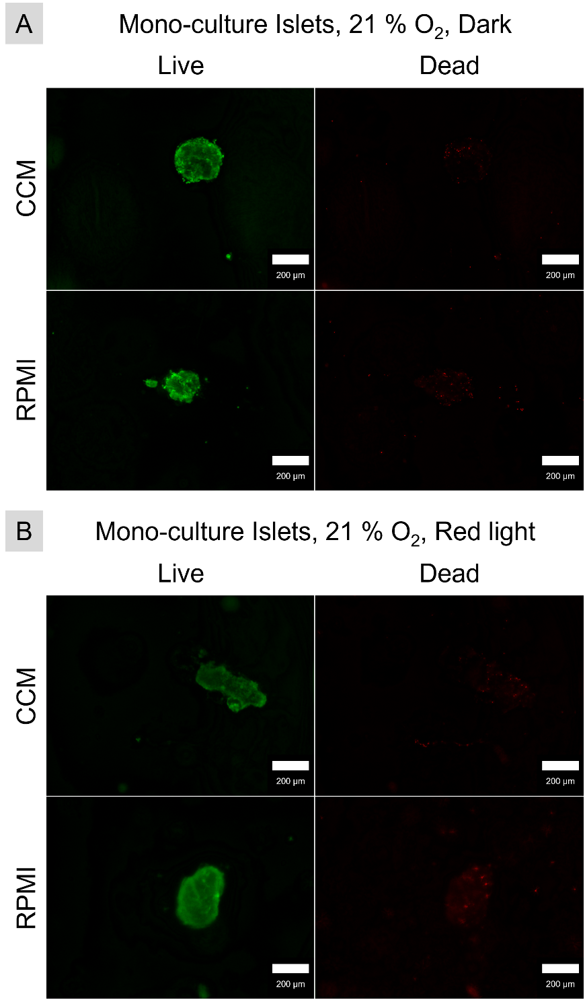 A
Mono-culture Islets, 21 % O₂, Dark
Live
Dead
CCM
200 µm
200 µm
RPMI
200 µm
200 µm
B
Mono-culture Islets, 21 % O₂, Red light
Live
Dead
CCM
200 µm
200 µm
RPMI
200 µm
200 µm